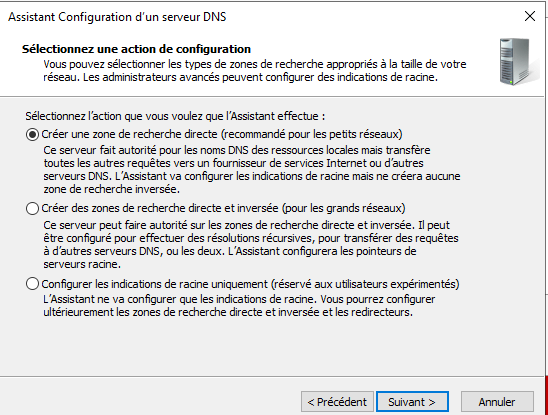 Assistant Configuration d'un serveur DNS
Sélectionnez une action de configuration
Vous pouvez sélectionner les types de zones de recherche appropriés à la taille de votre
réseau. Les administrateurs avancés peuvent configurer des indications de racine.
Sélectionnez l'action que vous voulez que l'Assistant effectue :
Créer une zone de recherche directe (recommandé pour les petits réseaux)
Ce serveur fait autorité pour les noms DNS des ressources locales mais transfère
toutes les autres requêtes vers un fournisseur de services Internet ou d'autres
serveurs DNS. L'Assistant va configurer les indications de racine mais ne créera aucune
zone de recherche inversée.
Créer des zones de recherche directe et inversée (pour les grands réseaux)
Ce serveur peut faire autorité sur les zones de recherche directe et inversée. Il peut
être configuré pour effectuer des résolutions récursives, pour transférer des requêtes
à d'autres serveurs DNS, ou les deux. L'Assistant configurera les pointeurs de
serveurs racine.
Configurer les indications de racine uniquement (réservé aux utilisateurs expérimentés)
L'Assistant ne va configurer que les indications de racine. Vous pourrez configurer
ultérieurement les zones de recherche directe et inversée et les redirecteurs.
< Précédent Suivant > Annuler